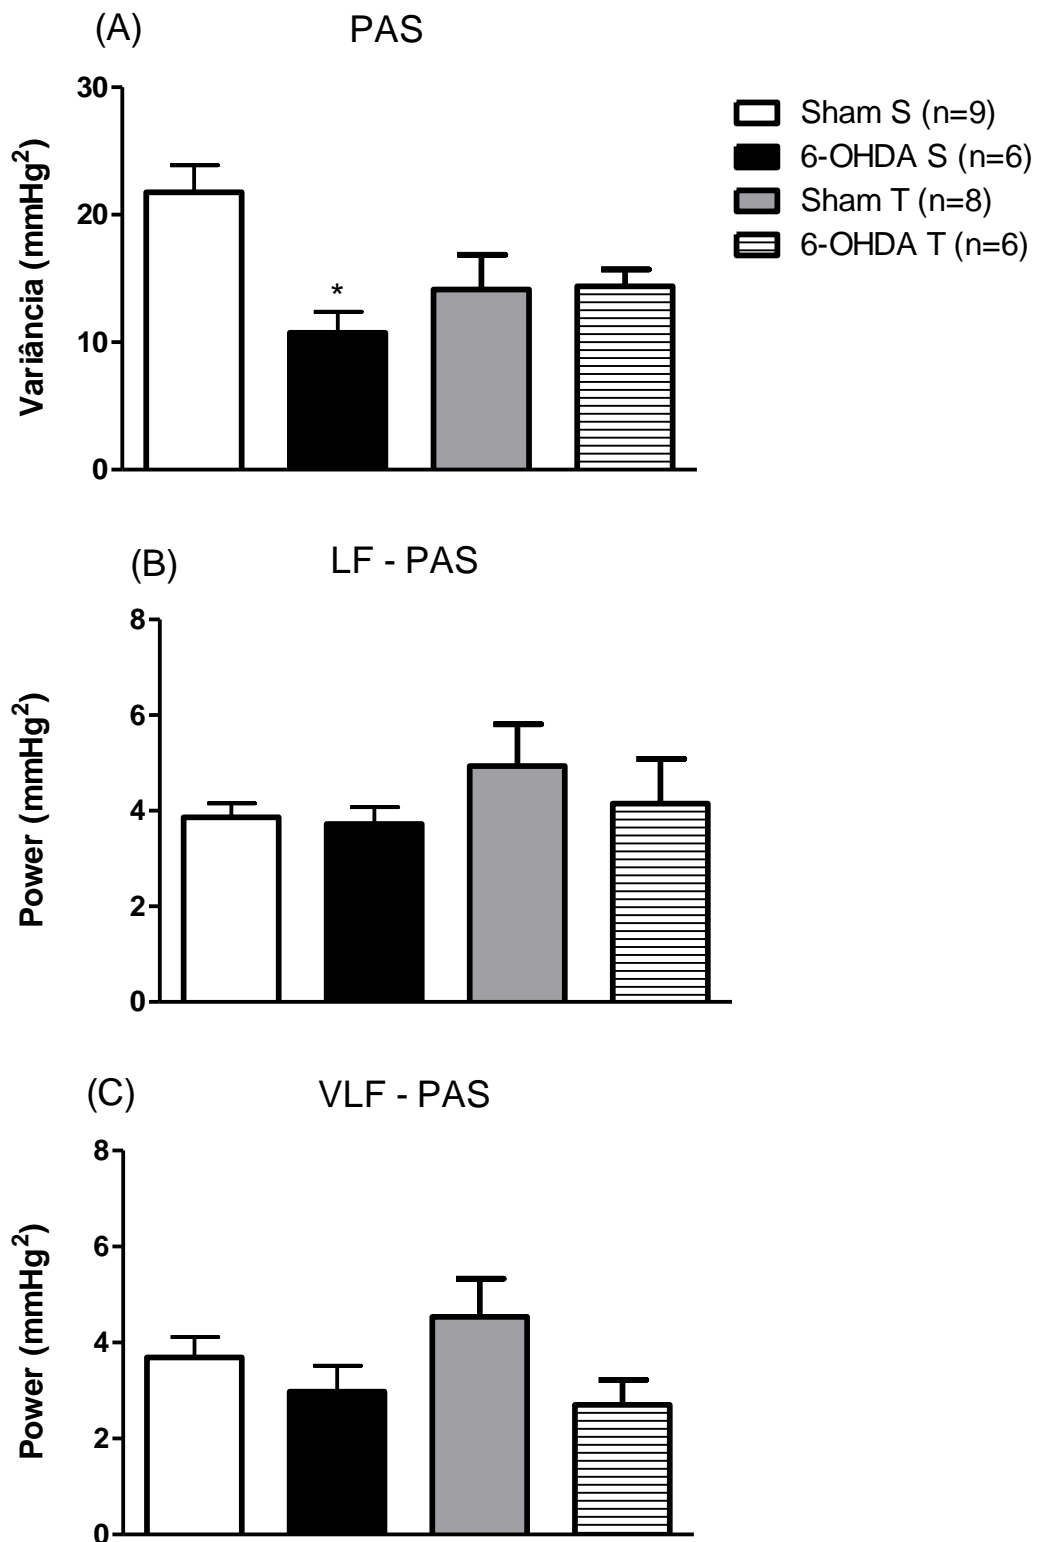 (A)
PAS
Variância (mmHg²)
30
20
10
0
*
Sham S (n=9)
6-OHDA S (n=6)
Sham T (n=8)
6-OHDA T (n=6)
(B)
LF - PAS
Power (mmHg²)
8
6
4
2
0
(C)
VLF - PAS
Power (mmHg²)
8
6
4
2
0